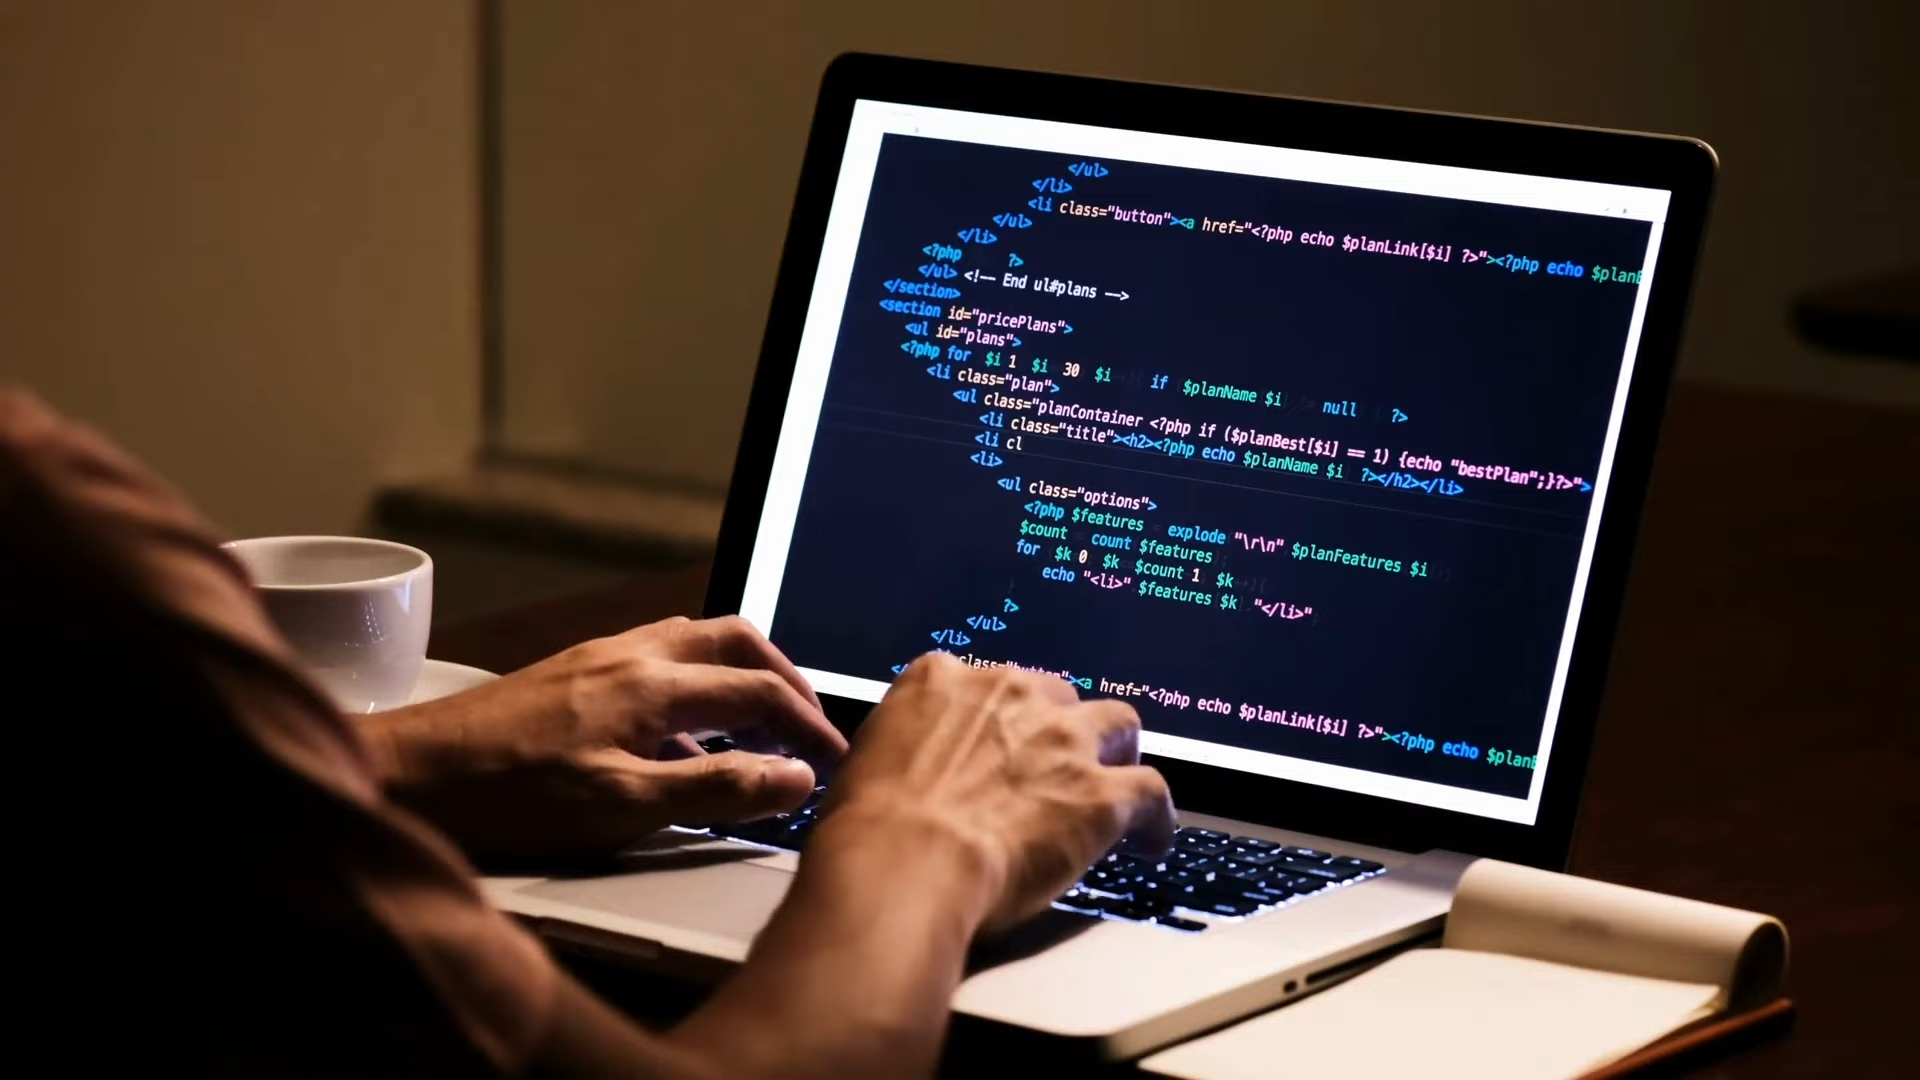 </ul>
</li>
<li class="button"><a href="<?php echo $planLink[$i] ?>"><?php echo
</ul>
</li>
<?php ?>
</ul> <!-- End ul#plans -->
</section>
<section id="pricePlans">
<ul id="plans">
<?php for $i 1 $i 30 $i if $planName $i null ?>
<li class="plan">
<ul class="planContainer <?php if ($planBest[$i] == 1) {echo "bestPlan";}?>">
<li class="title"><h2><?php echo $planName $i ?></h2></li>
<li cl
<li>
<ul class="options">
<?php $features = explode "\r\n" $planFeatures $i
$count = count $features
for $k 0 $k $count 1 $k
echo "<li>" $features $k "</li>"
?>
</ul>
</li>
class="button"><a href="<?php echo $planLink[$i] ?>"><?php echo